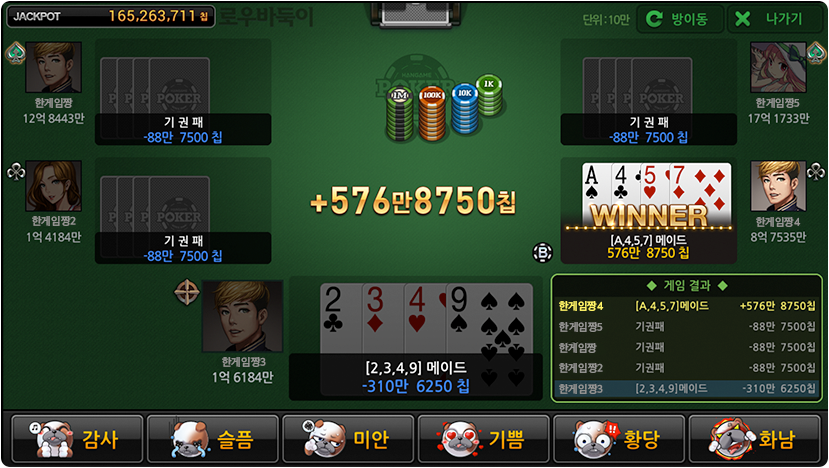 JACKPOT 165,263,711 칩
로우바둑이
단위:10만
방이동
나가기
한게임짱
12억 8443만
기 권 패
-88만 7500 칩
1M
100K
10K
1K
POKER
기 권 패
-88만 7500 칩
한게임짱5
17억 1733만
한게임짱2
1억 4184만
기 권 패
-88만 7500 칩
+576만8750칩
A 4 5 7
WINNER
[A,4,5,7] 메이드
576만 8750 칩
한게임짱4
8억 7535만
B
한게임짱3
1억 6184만
2 3 4 9
[2,3,4,9] 메이드
-310만 6250 칩
◆ 게임 결과 ◆
한게임짱4 [A,4,5,7]메이드 +576만 8750칩
한게임짱5 기권패 -88만 7500칩
한게임짱 기권패 -88만 7500칩
한게임짱2 기권패 -88만 7500칩
한게임짱3 [2,3,4,9]메이드 -310만 6250칩
감사
슬픔
미안
기쁨
황당
화남